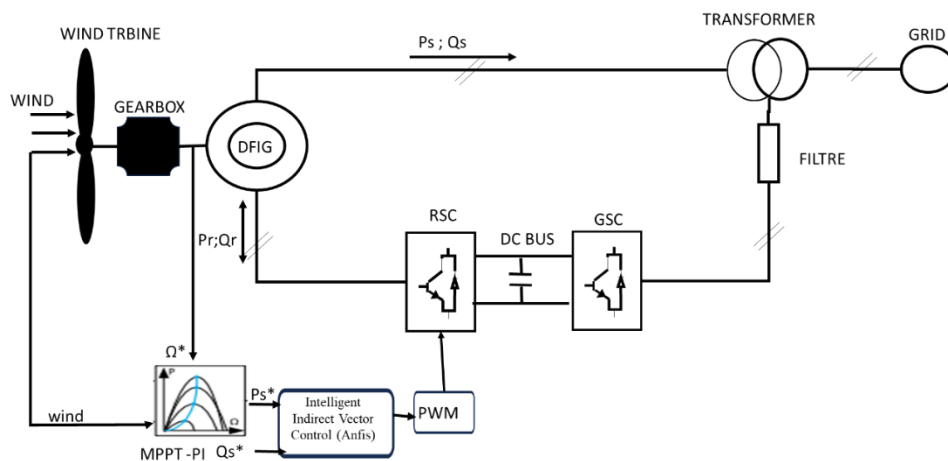 TRANSFORMER
WIND TRBINE
Ps ; Qs
GRID
WIND
GEARBOX
DFIG
FILTRE
RSC
DC BUS
GSC
Pr;Qr
Ω*
P
Ω
wind
Ps*
Intelligent
Indirect Vector
Control (Anfis)
PWM
MPPT -PI
Qs*